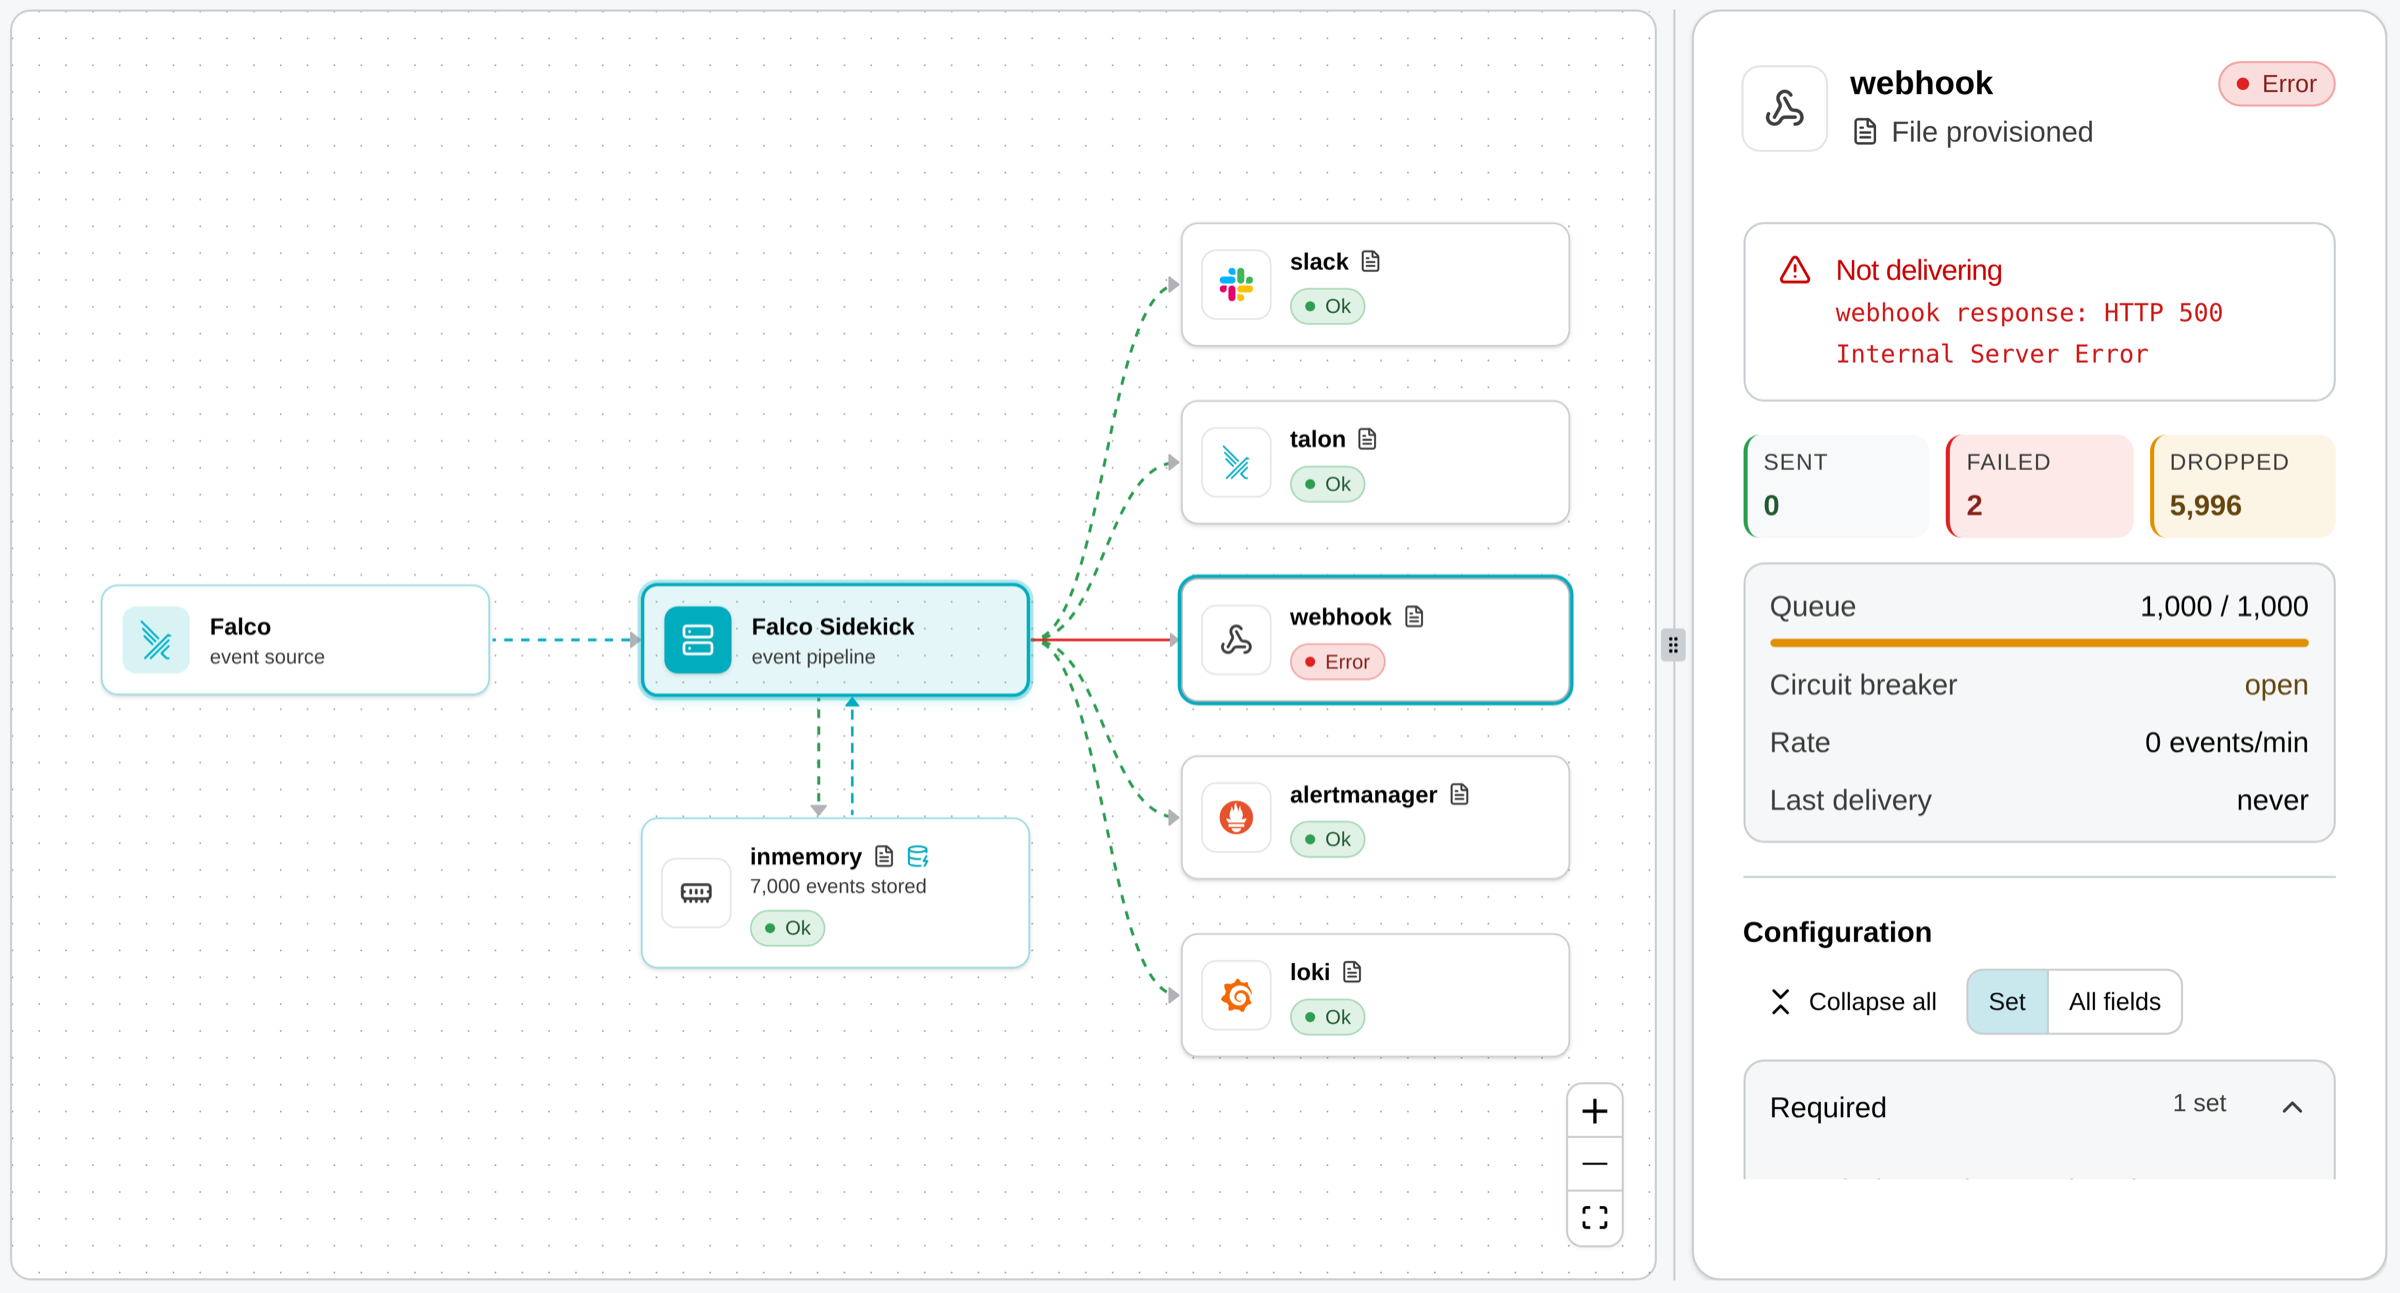 Falco
event source
Falco Sidekick
event pipeline
inmemory
7,000 events stored
Ok
slack
Ok
talon
Ok
webhook
Error
alertmanager
Ok
loki
Ok
webhook
Error
File provisioned
Not delivering
webhook response: HTTP 500
Internal Server Error
SENT
0
FAILED
2
DROPPED
5,996
Queue 1,000 / 1,000
Circuit breaker open
Rate 0 events/min
Last delivery never
Configuration
Collapse all Set All fields
Required 1 set